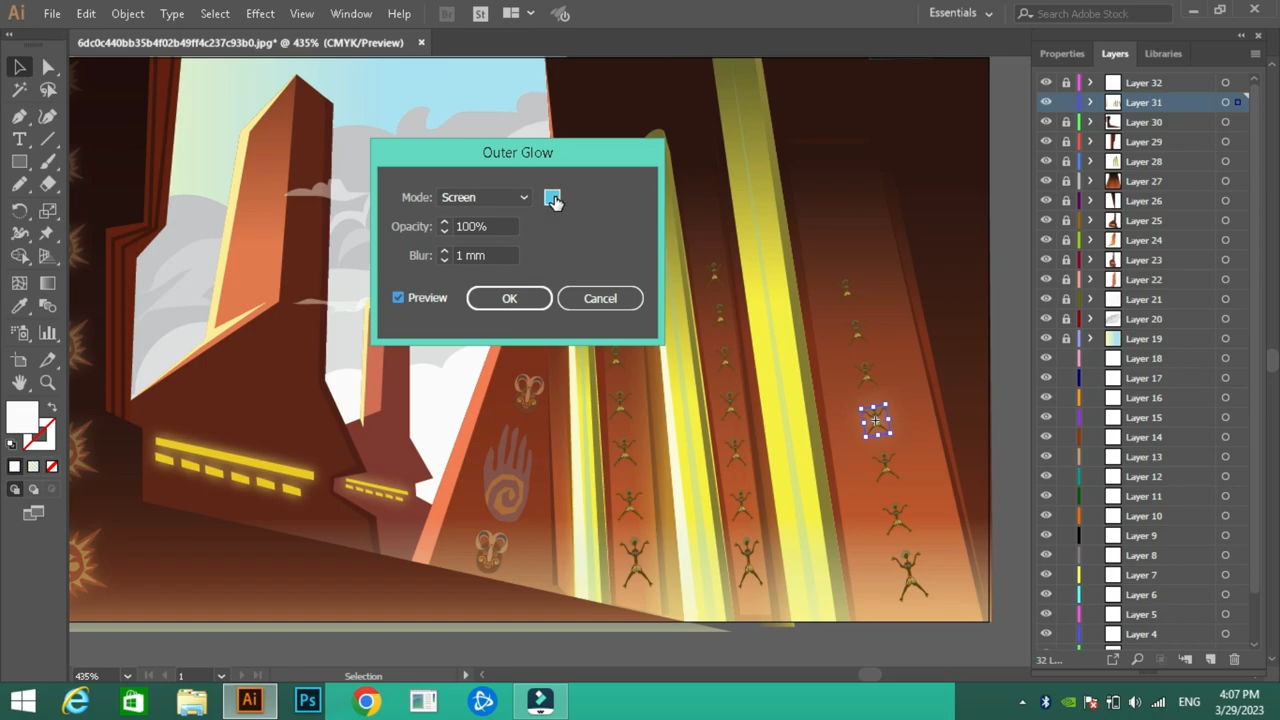 Ai File Edit Object Type Select Effect View Window Help Br St Essentials Search Adobe Stock
6dc0c440bb35b4f02b49ff4c237c93b0.jpg* @ 435% (CMYK/Preview)
Properties Layers Libraries
Outer Glow
Mode: Screen
Opacity: 100%
Blur: 1 mm
Preview OK Cancel
Layer 32
Layer 31
Layer 30
Layer 29
Layer 28
Layer 27
Layer 26
Layer 25
Layer 24
Layer 23
Layer 22
Layer 21
Layer 20
Layer 19
Layer 18
Layer 17
Layer 16
Layer 15
Layer 14
Layer 13
Layer 12
Layer 11
Layer 10
Layer 9
Layer 8
Layer 7
Layer 6
Layer 5
Layer 4
32 L...
435% 1 Selection
Ai Ps ENG 4:07 PM
3/29/2023